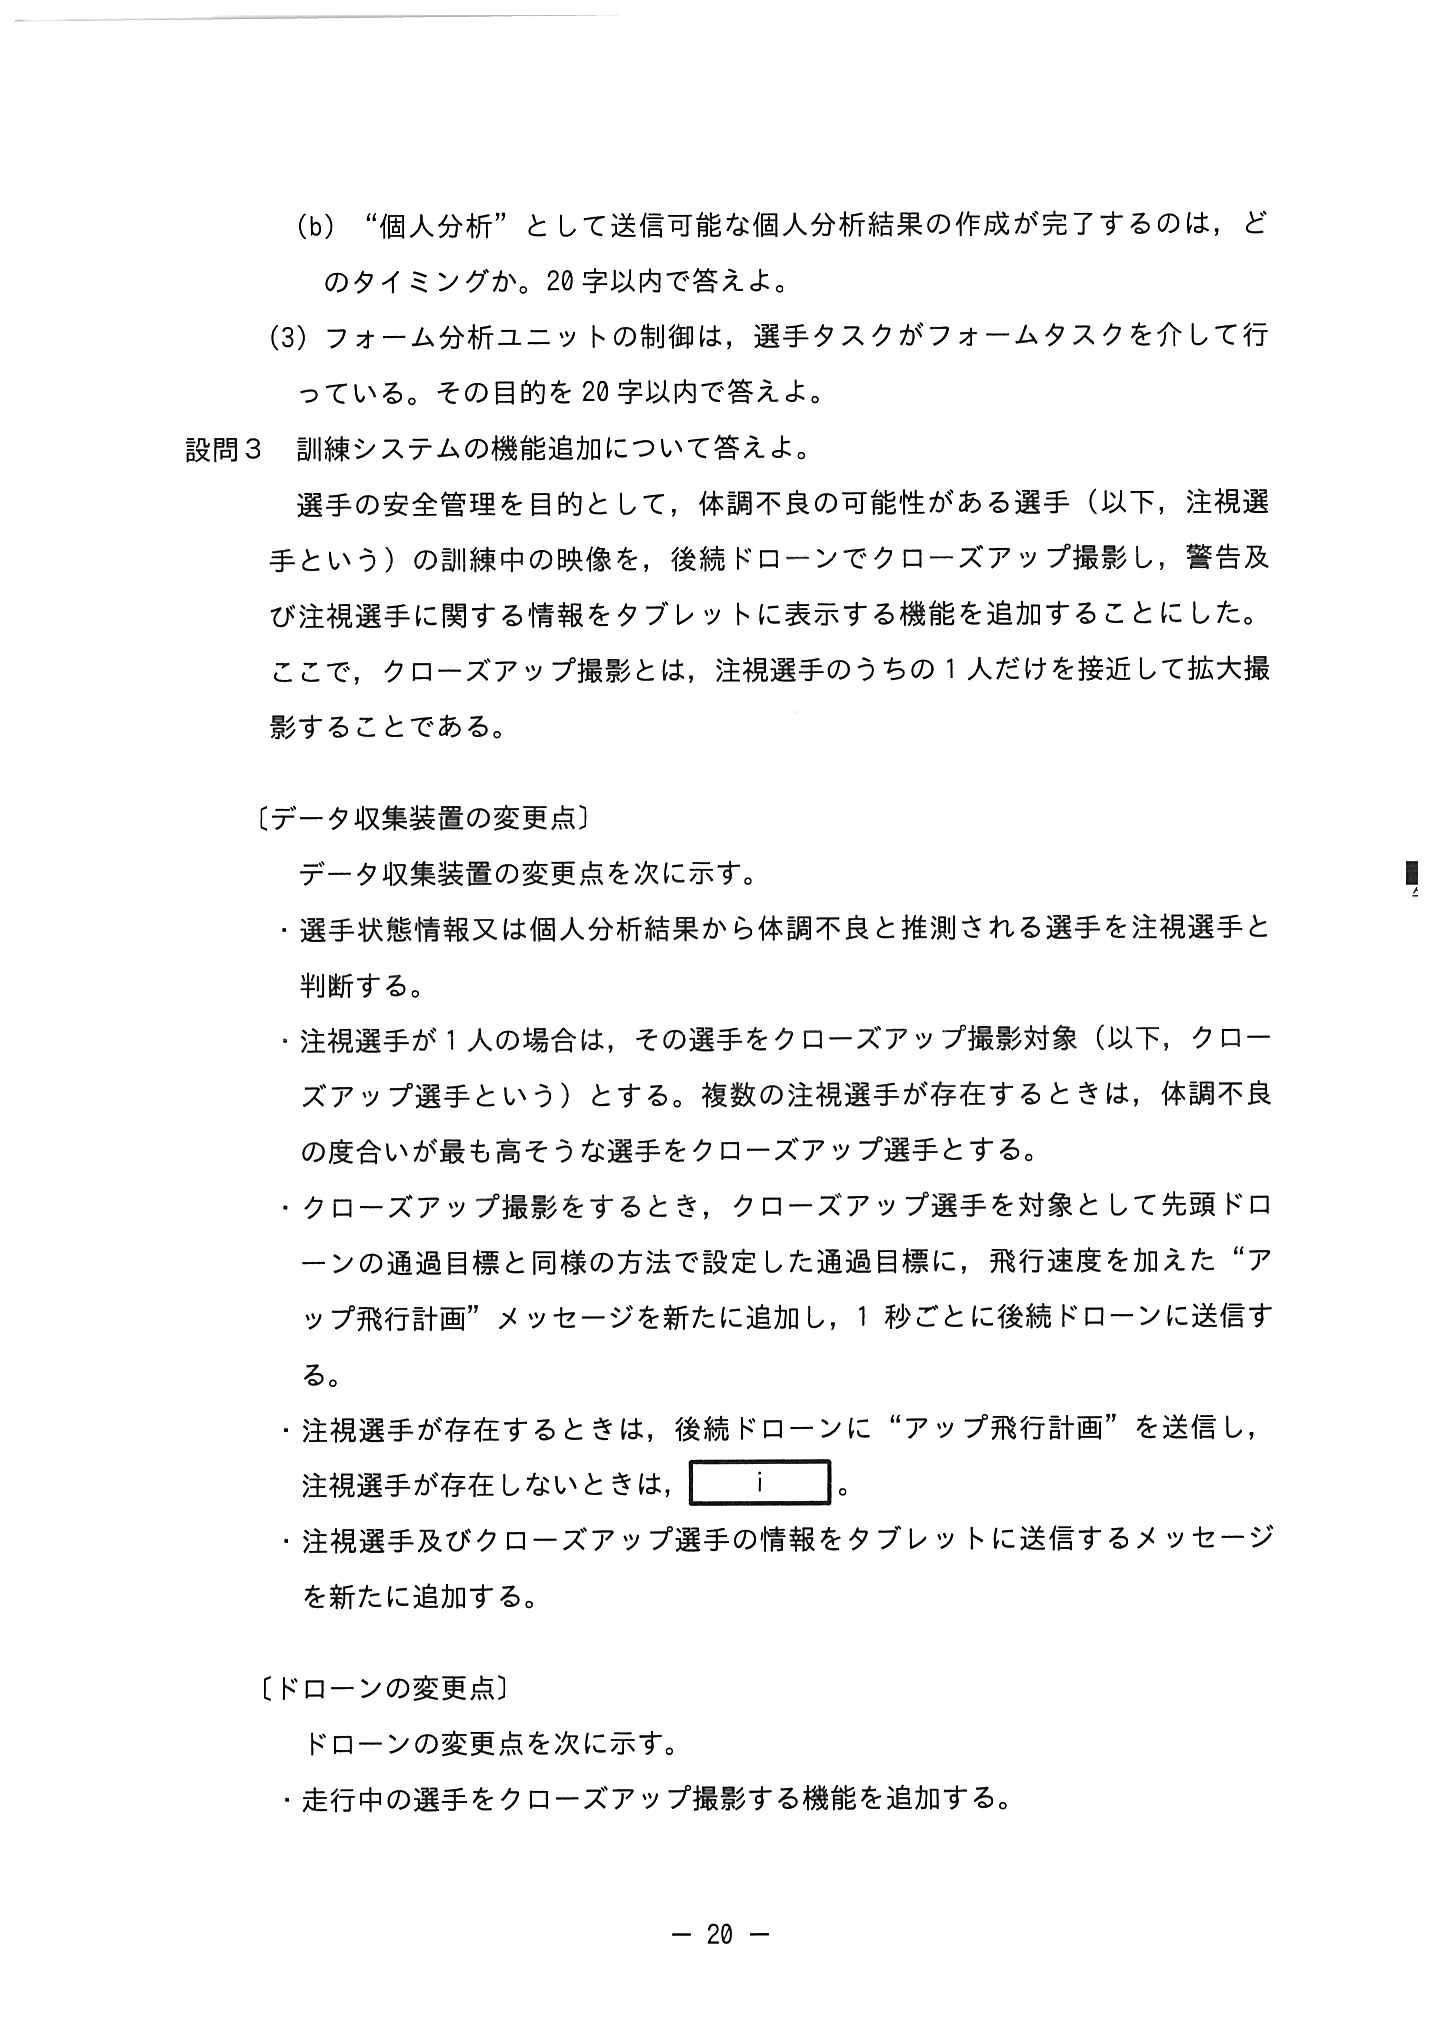 (b) “個人分析”として送信可能な個人分析結果の作成が完了するのは，ど
のタイミングか。20字以内で答えよ。
(3) フォーム分析ユニットの制御は，選手タスクがフォームタスクを介して行
っている。その目的を20字以内で答えよ。
設問3 訓練システムの機能追加について答えよ。
選手の安全管理を目的として，体調不良の可能性がある選手（以下，注視選
手という）の訓練中の映像を，後続ドローンでクローズアップ撮影し，警告及
び注視選手に関する情報をタブレットに表示する機能を追加することにした。
ここで，クローズアップ撮影とは，注視選手のうちの1人だけを接近して拡大撮
影することである。
〔データ収集装置の変更点〕
データ収集装置の変更点を次に示す。
・選手状態情報又は個人分析結果から体調不良と推測される選手を注視選手と
判断する。
・注視選手が1人の場合は，その選手をクローズアップ撮影対象（以下，クロー
ズアップ選手という）とする。複数の注視選手が存在するときは，体調不良
の度合いが最も高そうな選手をクローズアップ選手とする。
・クローズアップ撮影をするとき，クローズアップ選手を対象として先頭ドロ
ーンの通過目標と同様の方法で設定した通過目標に，飛行速度を加えた“ア
ップ飛行計画”メッセージを新たに追加し，1秒ごとに後続ドローンに送信す
る。
・注視選手が存在するときは，後続ドローンに“アップ飛行計画”を送信し，
注視選手が存在しないときは， i 。
・注視選手及びクローズアップ選手の情報をタブレットに送信するメッセージ
を新たに追加する。
〔ドローンの変更点〕
ドローンの変更点を次に示す。
・走行中の選手をクローズアップ撮影する機能を追加する。
— 20 —